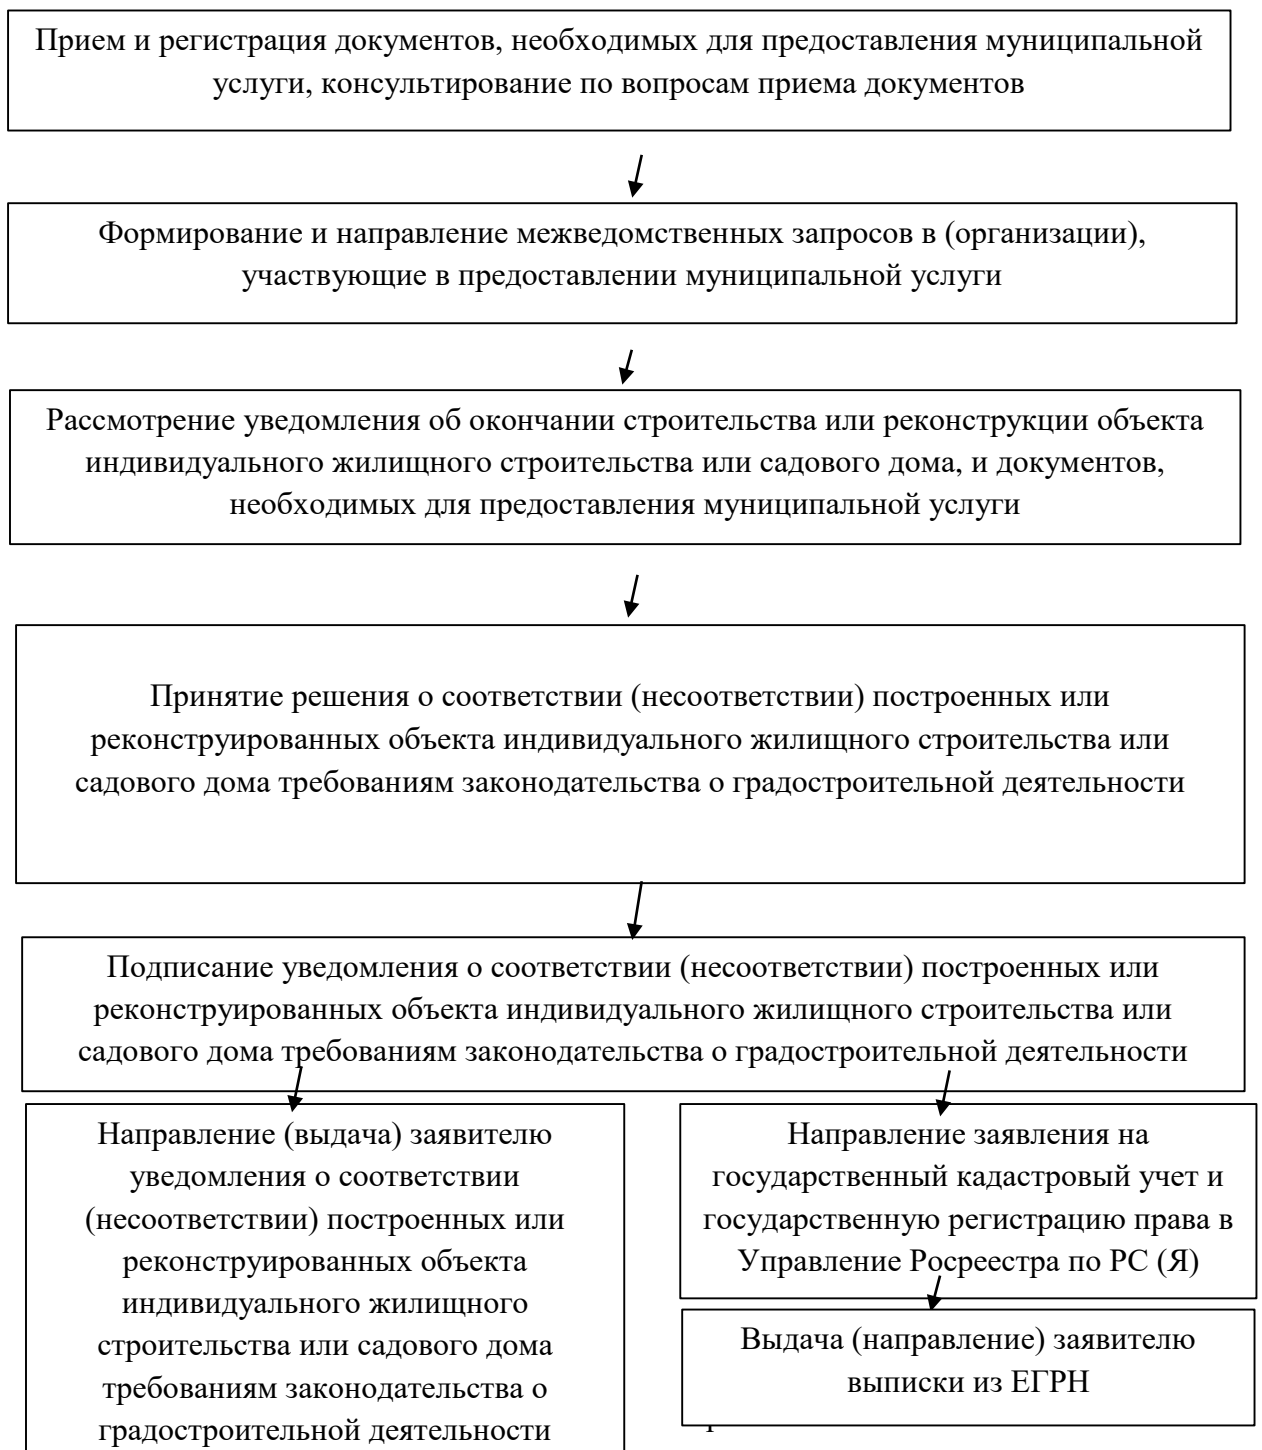 Прием и регистрация документов, необходимых для предоставления муниципальной
услуги, консультирование по вопросам приема документов
Формирование и направление межведомственных запросов в (организации),
участвующие в предоставлении муниципальной услуги
Рассмотрение уведомления об окончании строительства или реконструкции объекта
индивидуального жилищного строительства или садового дома, и документов,
необходимых для предоставления муниципальной услуги
Принятие решения о соответствии (несоответствии) построенных или
реконструированных объекта индивидуального жилищного строительства или
садового дома требованиям законодательства о градостроительной деятельности
Подписание уведомления о соответствии (несоответствии) построенных или
реконструированных объекта индивидуального жилищного строительства или
садового дома требованиям законодательства о градостроительной деятельности
Направление (выдача) заявителю
уведомления о соответствии
(несоответствии) построенных или
реконструированных объекта
индивидуального жилищного
строительства или садового дома
требованиям законодательства о
градостроительной деятельности
Направление заявления на
государственный кадастровый учет и
государственную регистрацию права в
Управление Росреестра по РС (Я)
Выдача (направление) заявителю
выписки из ЕГРН